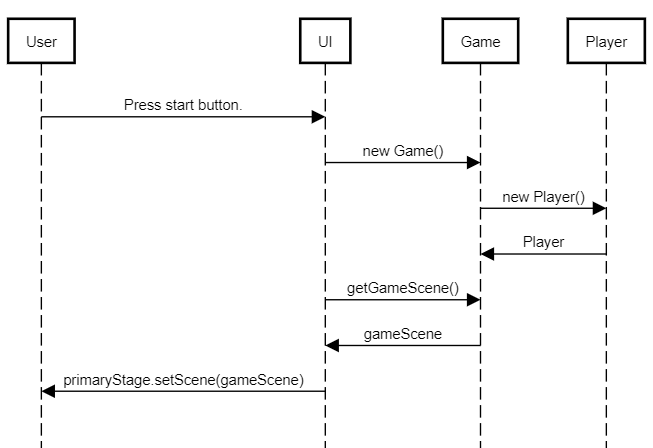 User
UI
Game
Player
Press start button.
new Game()
new Player()
Player
getGameScene()
gameScene
primaryStage.setScene(gameScene)